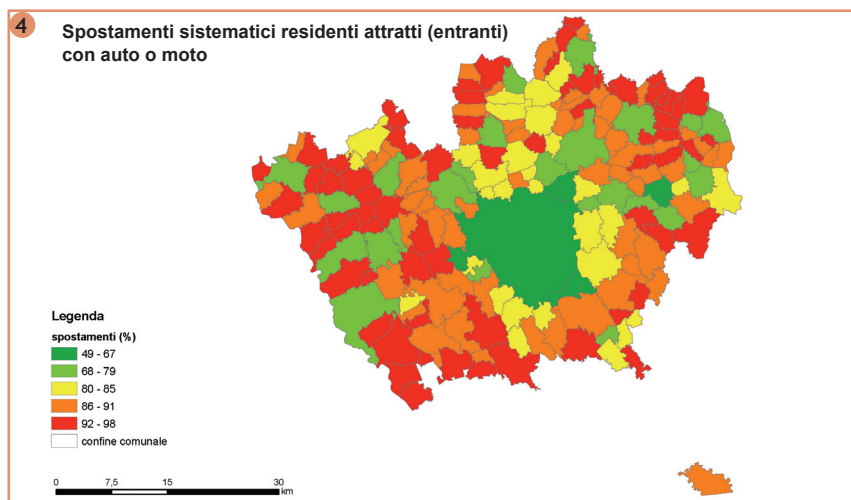 4
Spostamenti sistematici residenti attratti (entranti)
con auto o moto
Legenda
spostamenti (%)
49 - 67
68 - 79
80 - 85
86 - 91
92 - 98
confine comunale
0 7,5 15 30
km